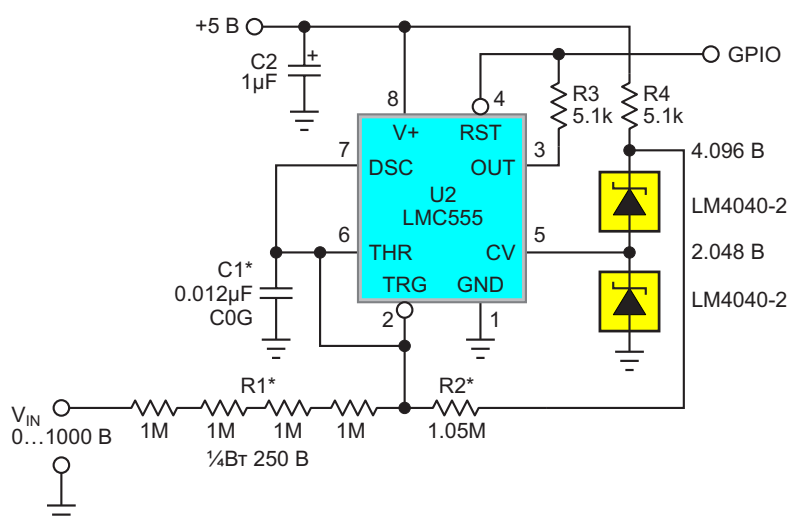 +5 В
C2
1µF
+
GPIO
R3
5.1k
R4
5.1k
8
4
V+
RST
7
DSC
3
OUT
4.096 В
U2
LMC555
LM4040-2
6
THR
5
CV
2.048 В
C1*
0.012µF
C0G
TRG
GND
2
1
LM4040-2
R1*
R2*
VIN
0...1000 В
1M
1M
1M
1M
1.05M
¼Вт 250 В